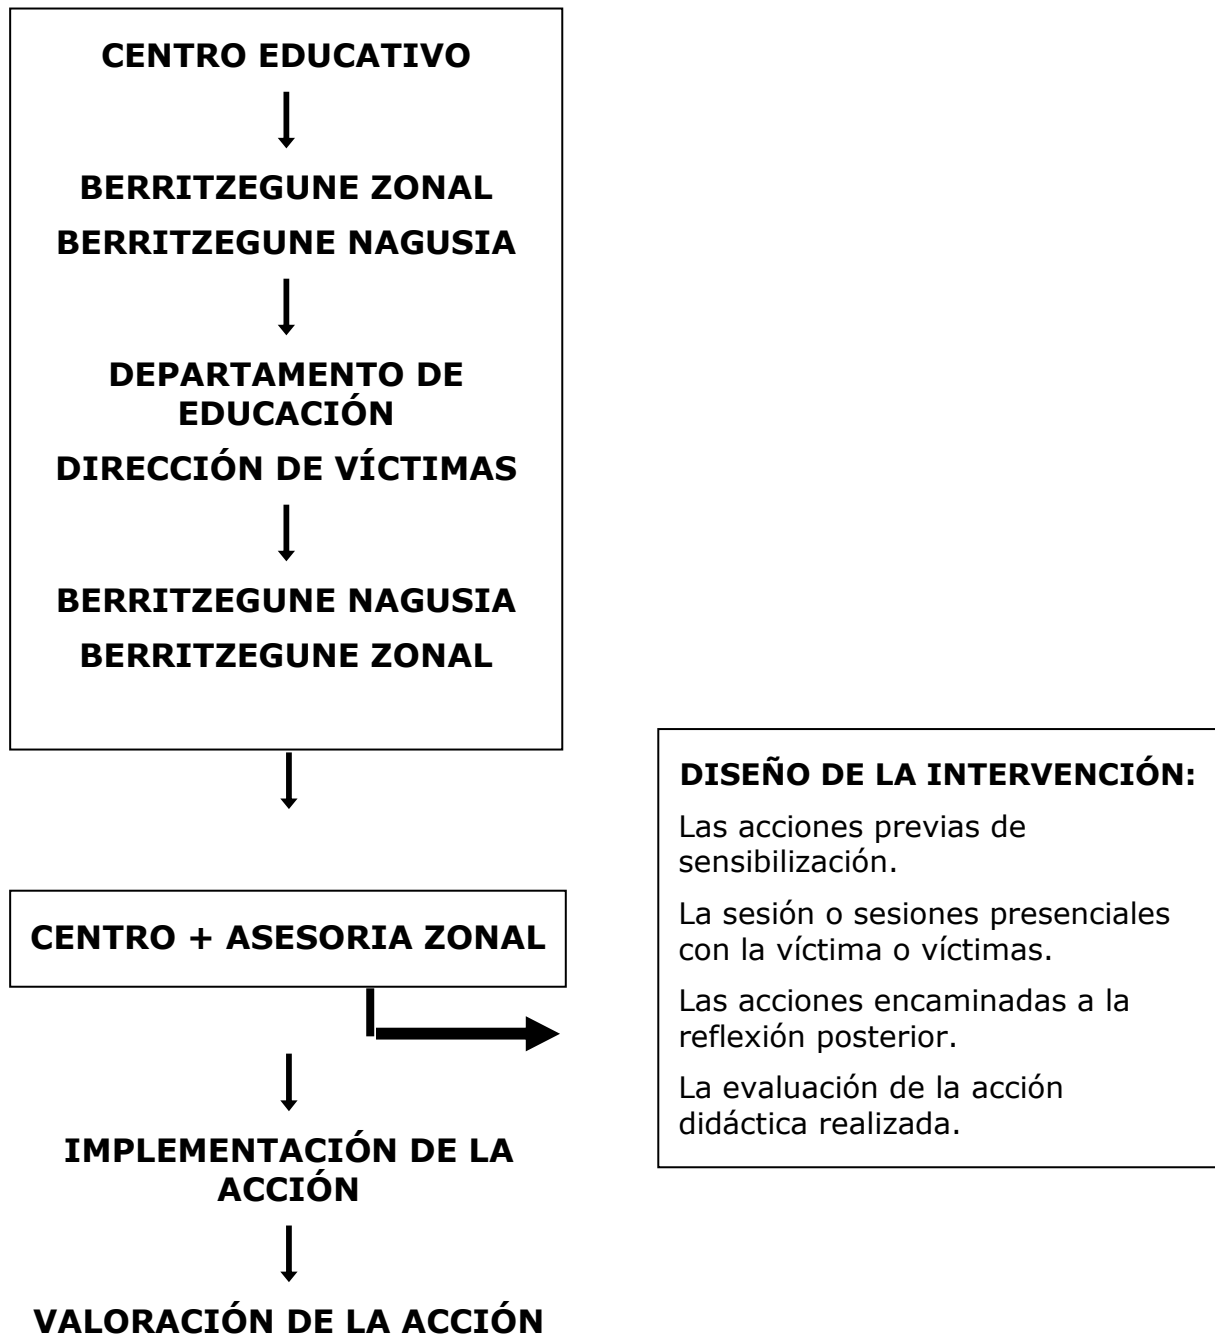 CENTRO EDUCATIVO
BERRITZEGUNE ZONAL
BERRITZEGUNE NAGUSIA
DEPARTAMENTO DE
EDUCACIÓN
DIRECCIÓN DE VÍCTIMAS
BERRITZEGUNE NAGUSIA
BERRITZEGUNE ZONAL
CENTRO + ASESORIA ZONAL
DISEÑO DE LA INTERVENCIÓN:
Las acciones previas de
sensibilización.
La sesión o sesiones presenciales
con la víctima o víctimas.
Las acciones encaminadas a la
reflexión posterior.
La evaluación de la acción
didáctica realizada.
IMPLEMENTACIÓN DE LA
ACCIÓN
VALORACIÓN DE LA ACCIÓN